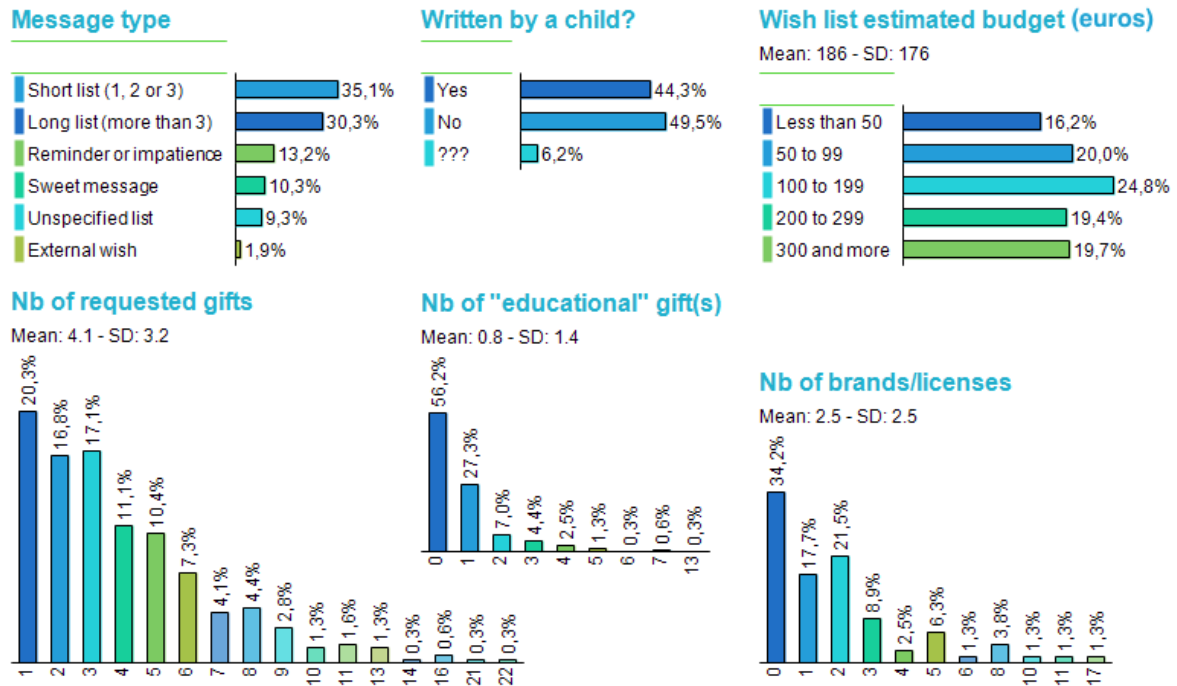 Message type
Short list (1, 2 or 3) 35,1%
Long list (more than 3) 30,3%
Reminder or impatience 13,2%
Sweet message 10,3%
Unspecified list 9,3%
External wish 1,9%
Written by a child?
Yes 44,3%
No 49,5%
??? 6,2%
Wish list estimated budget (euros)
Mean: 186 - SD: 176
Less than 50 16,2%
50 to 99 20,0%
100 to 199 24,8%
200 to 299 19,4%
300 and more 19,7%
Nb of requested gifts
Mean: 4.1 - SD: 3.2
20,3% 16,8% 17,1% 11,1% 10,4% 7,3% 4,1% 4,4% 2,8% 1,3% 1,6% 1,3% 0,3% 0,6% 0,3% 0,3%
1 2 3 4 5 6 7 8 9 10 11 13 14 16 21 22
Nb of "educational" gift(s)
Mean: 0.8 - SD: 1.4
56,2% 27,3% 7,0% 4,4% 2,5% 1,3% 0,3% 0,6% 0,3%
0 1 2 3 4 5 6 7 13
Nb of brands/licenses
Mean: 2.5 - SD: 2.5
34,2% 17,7% 21,5% 8,9% 2,5% 6,3% 1,3% 3,8% 1,3% 1,3% 1,3%
0 1 2 3 4 5 6 8 10 11 17